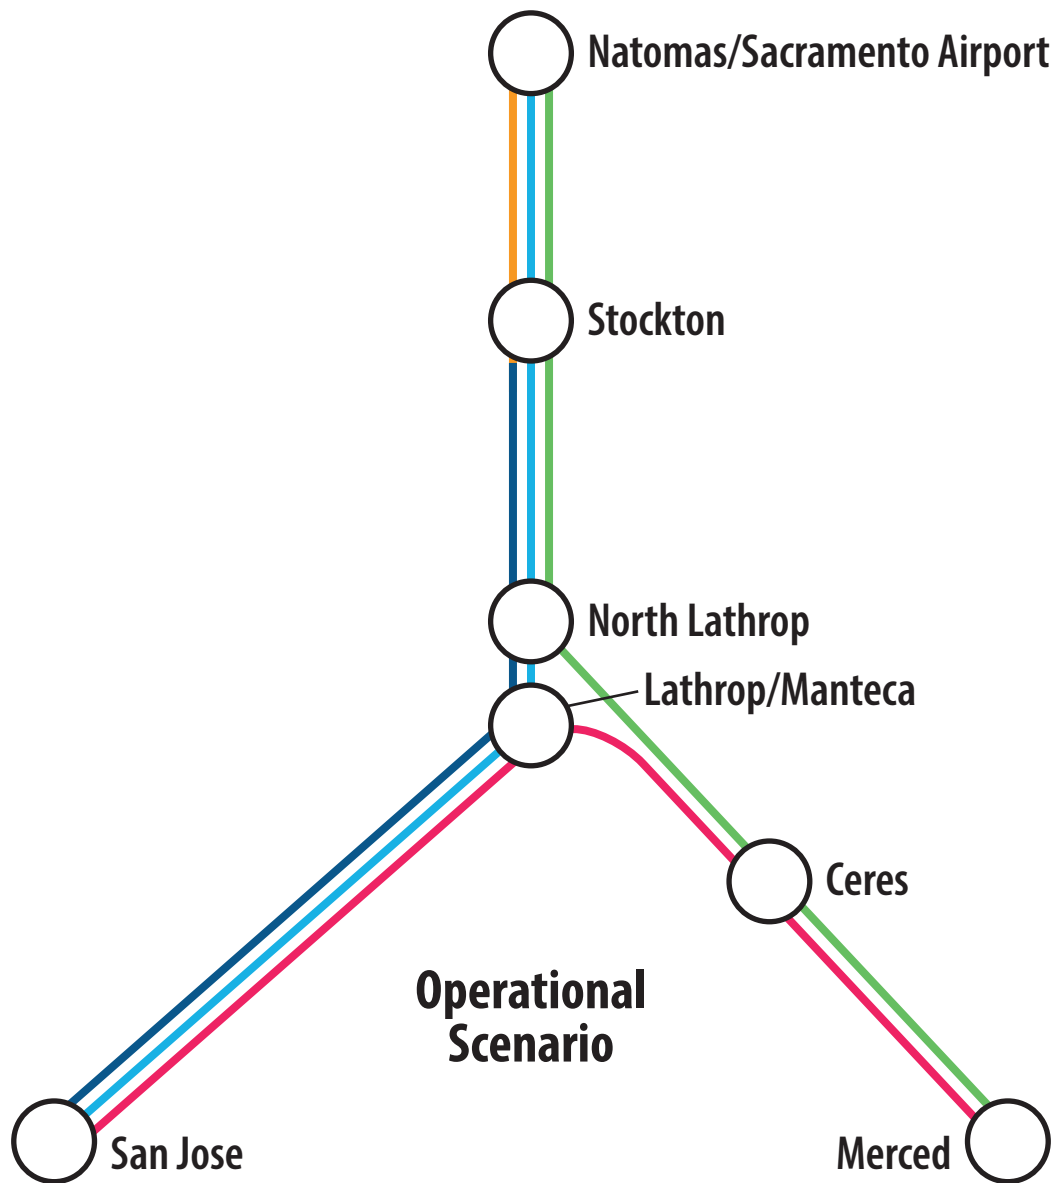 Natomas/Sacramento Airport
Stockton
North Lathrop
Lathrop/Manteca
Ceres
Operational
Scenario
San Jose
Merced